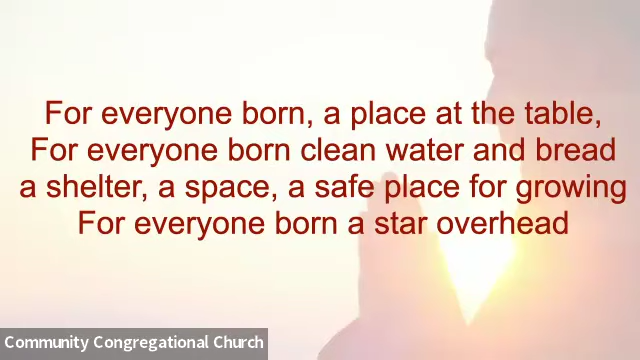 For everyone born, a place at the table,
For everyone born clean water and bread
a shelter, a space, a safe place for growing
For everyone born a star overhead
Community Congregational Church